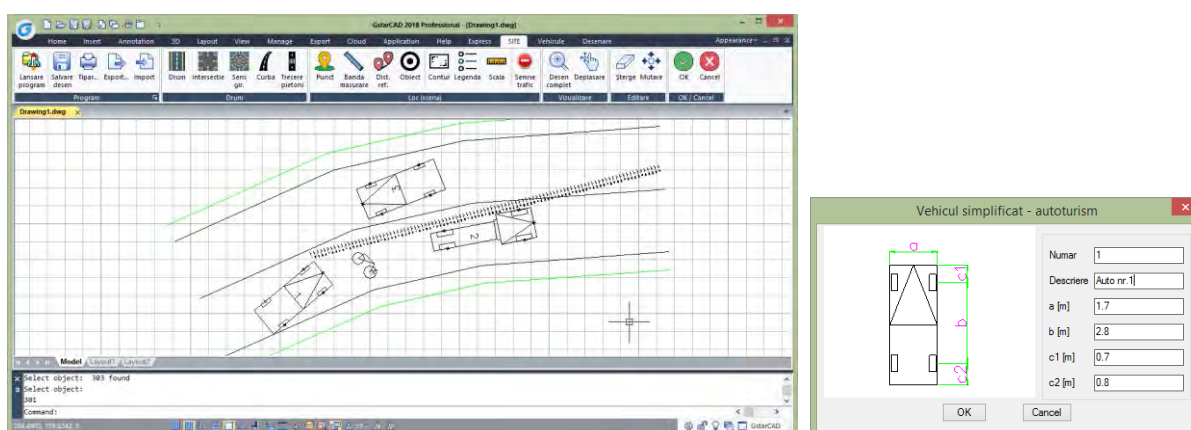 GstarCAD 2018 Professional - [Drawing1.dwg]
Home Insert Annotation 3D Layout View Manage Export Cloud Application Help Express SITE Vehicule Desenare Appearance
Lansare program Salvare desen Tipar... Export... Import Drum Intersectie Sens gir. Curba Trecere pietoni Punct Banda masurare Dist. ref. Obiect Contur Legenda Scala Semne trafic Desen complet Deplasare Șterge Mutare OK Cancel
Program Drum Loc (scena) Vizualizare Editare OK / Cancel
Drawing1.dwg
3
2
1
Model Layout1 Layout2
Select object: 303 found
Select object:
301
Command:
GstarCAD
Vehicul simplificat - autoturism
a
c1
b
c2
Numar 1
Descriere Auto nr.1
a [m] 1.7
b [m] 2.8
c1 [m] 0.7
c2 [m] 0.8
OK Cancel